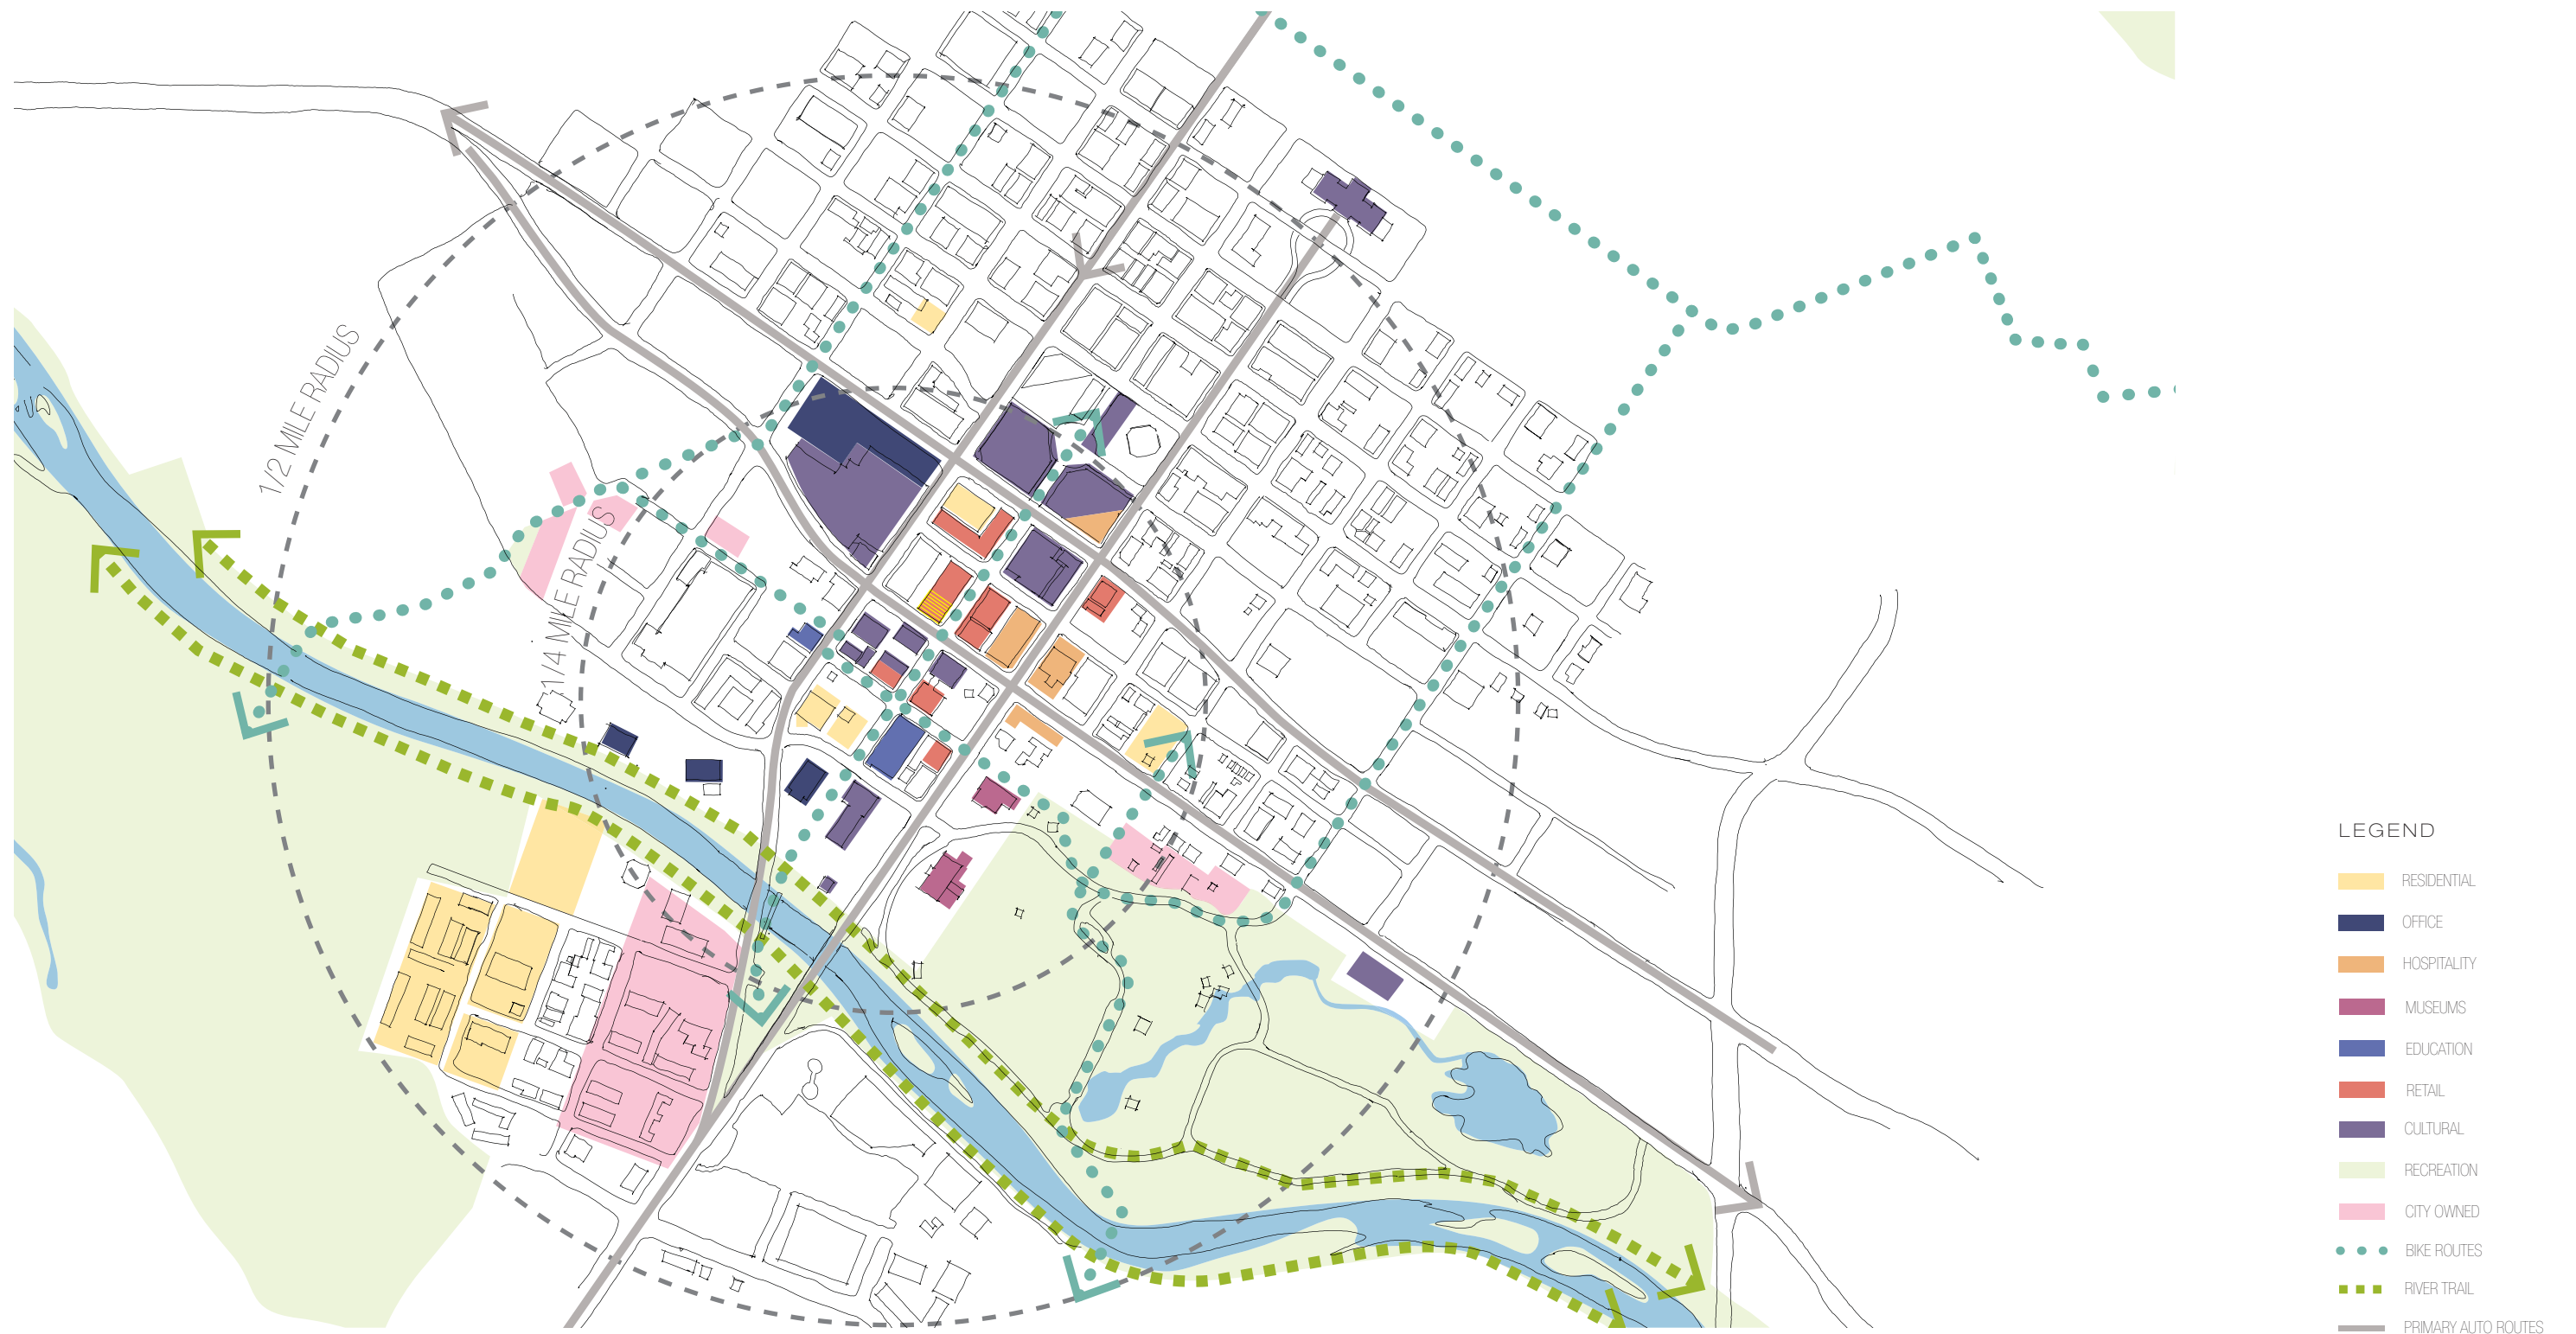 1/2 MILE RADIUS
1/4 MILE RADIUS
LEGEND
RESIDENTIAL
OFFICE
HOSPITALITY
MUSEUMS
EDUCATION
RETAIL
CULTURAL
RECREATION
CITY OWNED
BIKE ROUTES
RIVER TRAIL
PRIMARY AUTO ROUTES